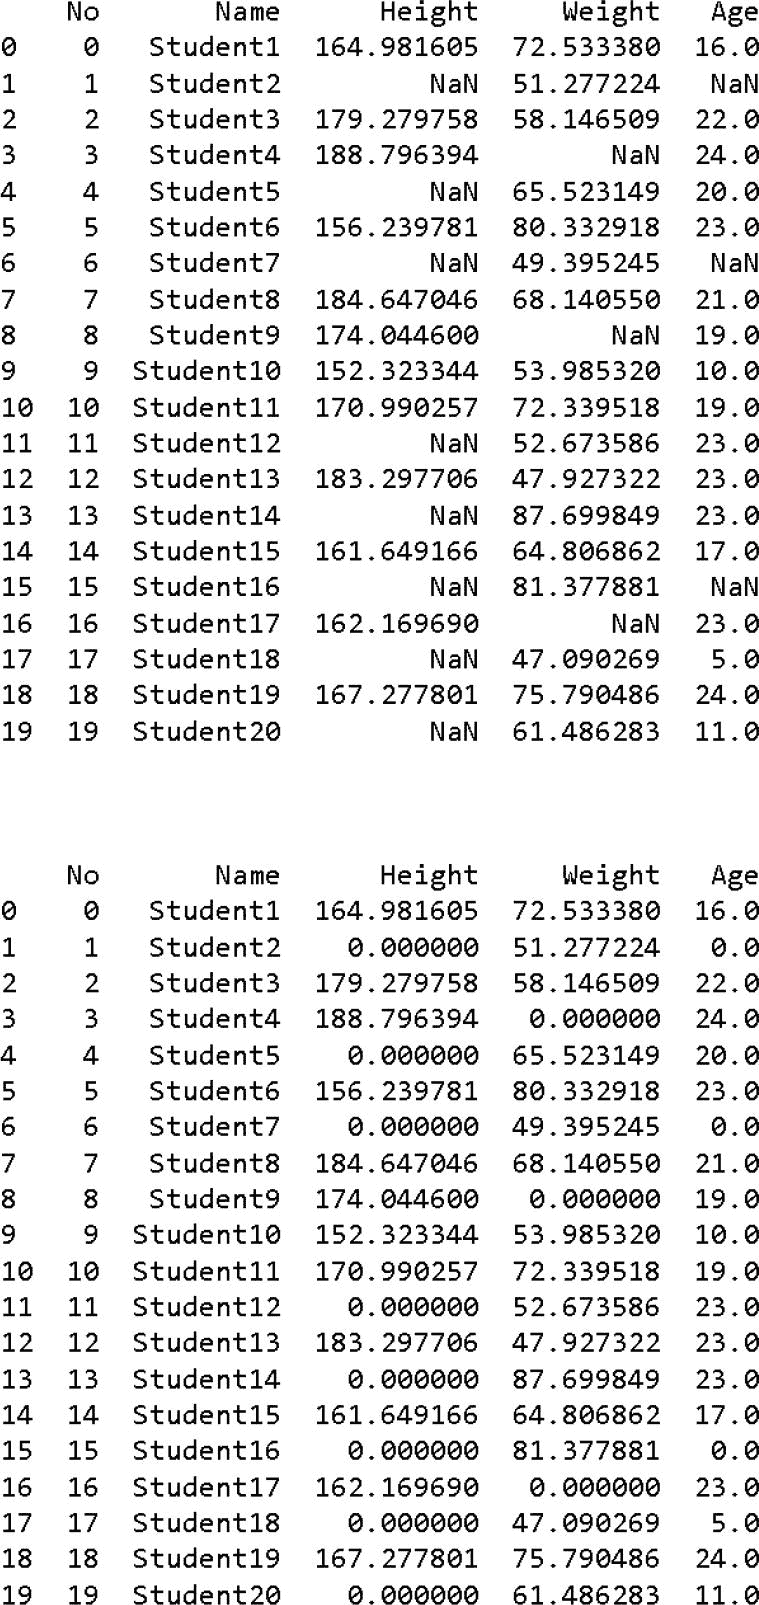 No       Name      Height     Weight   Age
0    0   Student1  164.981605  72.533380  16.0
1    1   Student2         NaN  51.277224   NaN
2    2   Student3  179.279758  58.146509  22.0
3    3   Student4  188.796394        NaN  24.0
4    4   Student5         NaN  65.523149  20.0
5    5   Student6  156.239781  80.332918  23.0
6    6   Student7         NaN  49.395245   NaN
7    7   Student8  184.647046  68.140550  21.0
8    8   Student9  174.044600        NaN  19.0
9    9  Student10  152.323344  53.985320  10.0
10  10  Student11  170.990257  72.339518  19.0
11  11  Student12         NaN  52.673586  23.0
12  12  Student13  183.297706  47.927322  23.0
13  13  Student14         NaN  87.699849  23.0
14  14  Student15  161.649166  64.806862  17.0
15  15  Student16         NaN  81.377881   NaN
16  16  Student17  162.169690        NaN  23.0
17  17  Student18         NaN  47.090269   5.0
18  18  Student19  167.277801  75.790486  24.0
19  19  Student20         NaN  61.486283  11.0
    No       Name      Height     Weight   Age
0    0   Student1  164.981605  72.533380  16.0
1    1   Student2    0.000000  51.277224   0.0
2    2   Student3  179.279758  58.146509  22.0
3    3   Student4  188.796394   0.000000  24.0
4    4   Student5    0.000000  65.523149  20.0
5    5   Student6  156.239781  80.332918  23.0
6    6   Student7    0.000000  49.395245   0.0
7    7   Student8  184.647046  68.140550  21.0
8    8   Student9  174.044600   0.000000  19.0
9    9  Student10  152.323344  53.985320  10.0
10  10  Student11  170.990257  72.339518  19.0
11  11  Student12    0.000000  52.673586  23.0
12  12  Student13  183.297706  47.927322  23.0
13  13  Student14    0.000000  87.699849  23.0
14  14  Student15  161.649166  64.806862  17.0
15  15  Student16    0.000000  81.377881   0.0
16  16  Student17  162.169690   0.000000  23.0
17  17  Student18    0.000000  47.090269   5.0
18  18  Student19  167.277801  75.790486  24.0
19  19  Student20    0.000000  61.486283  11.0